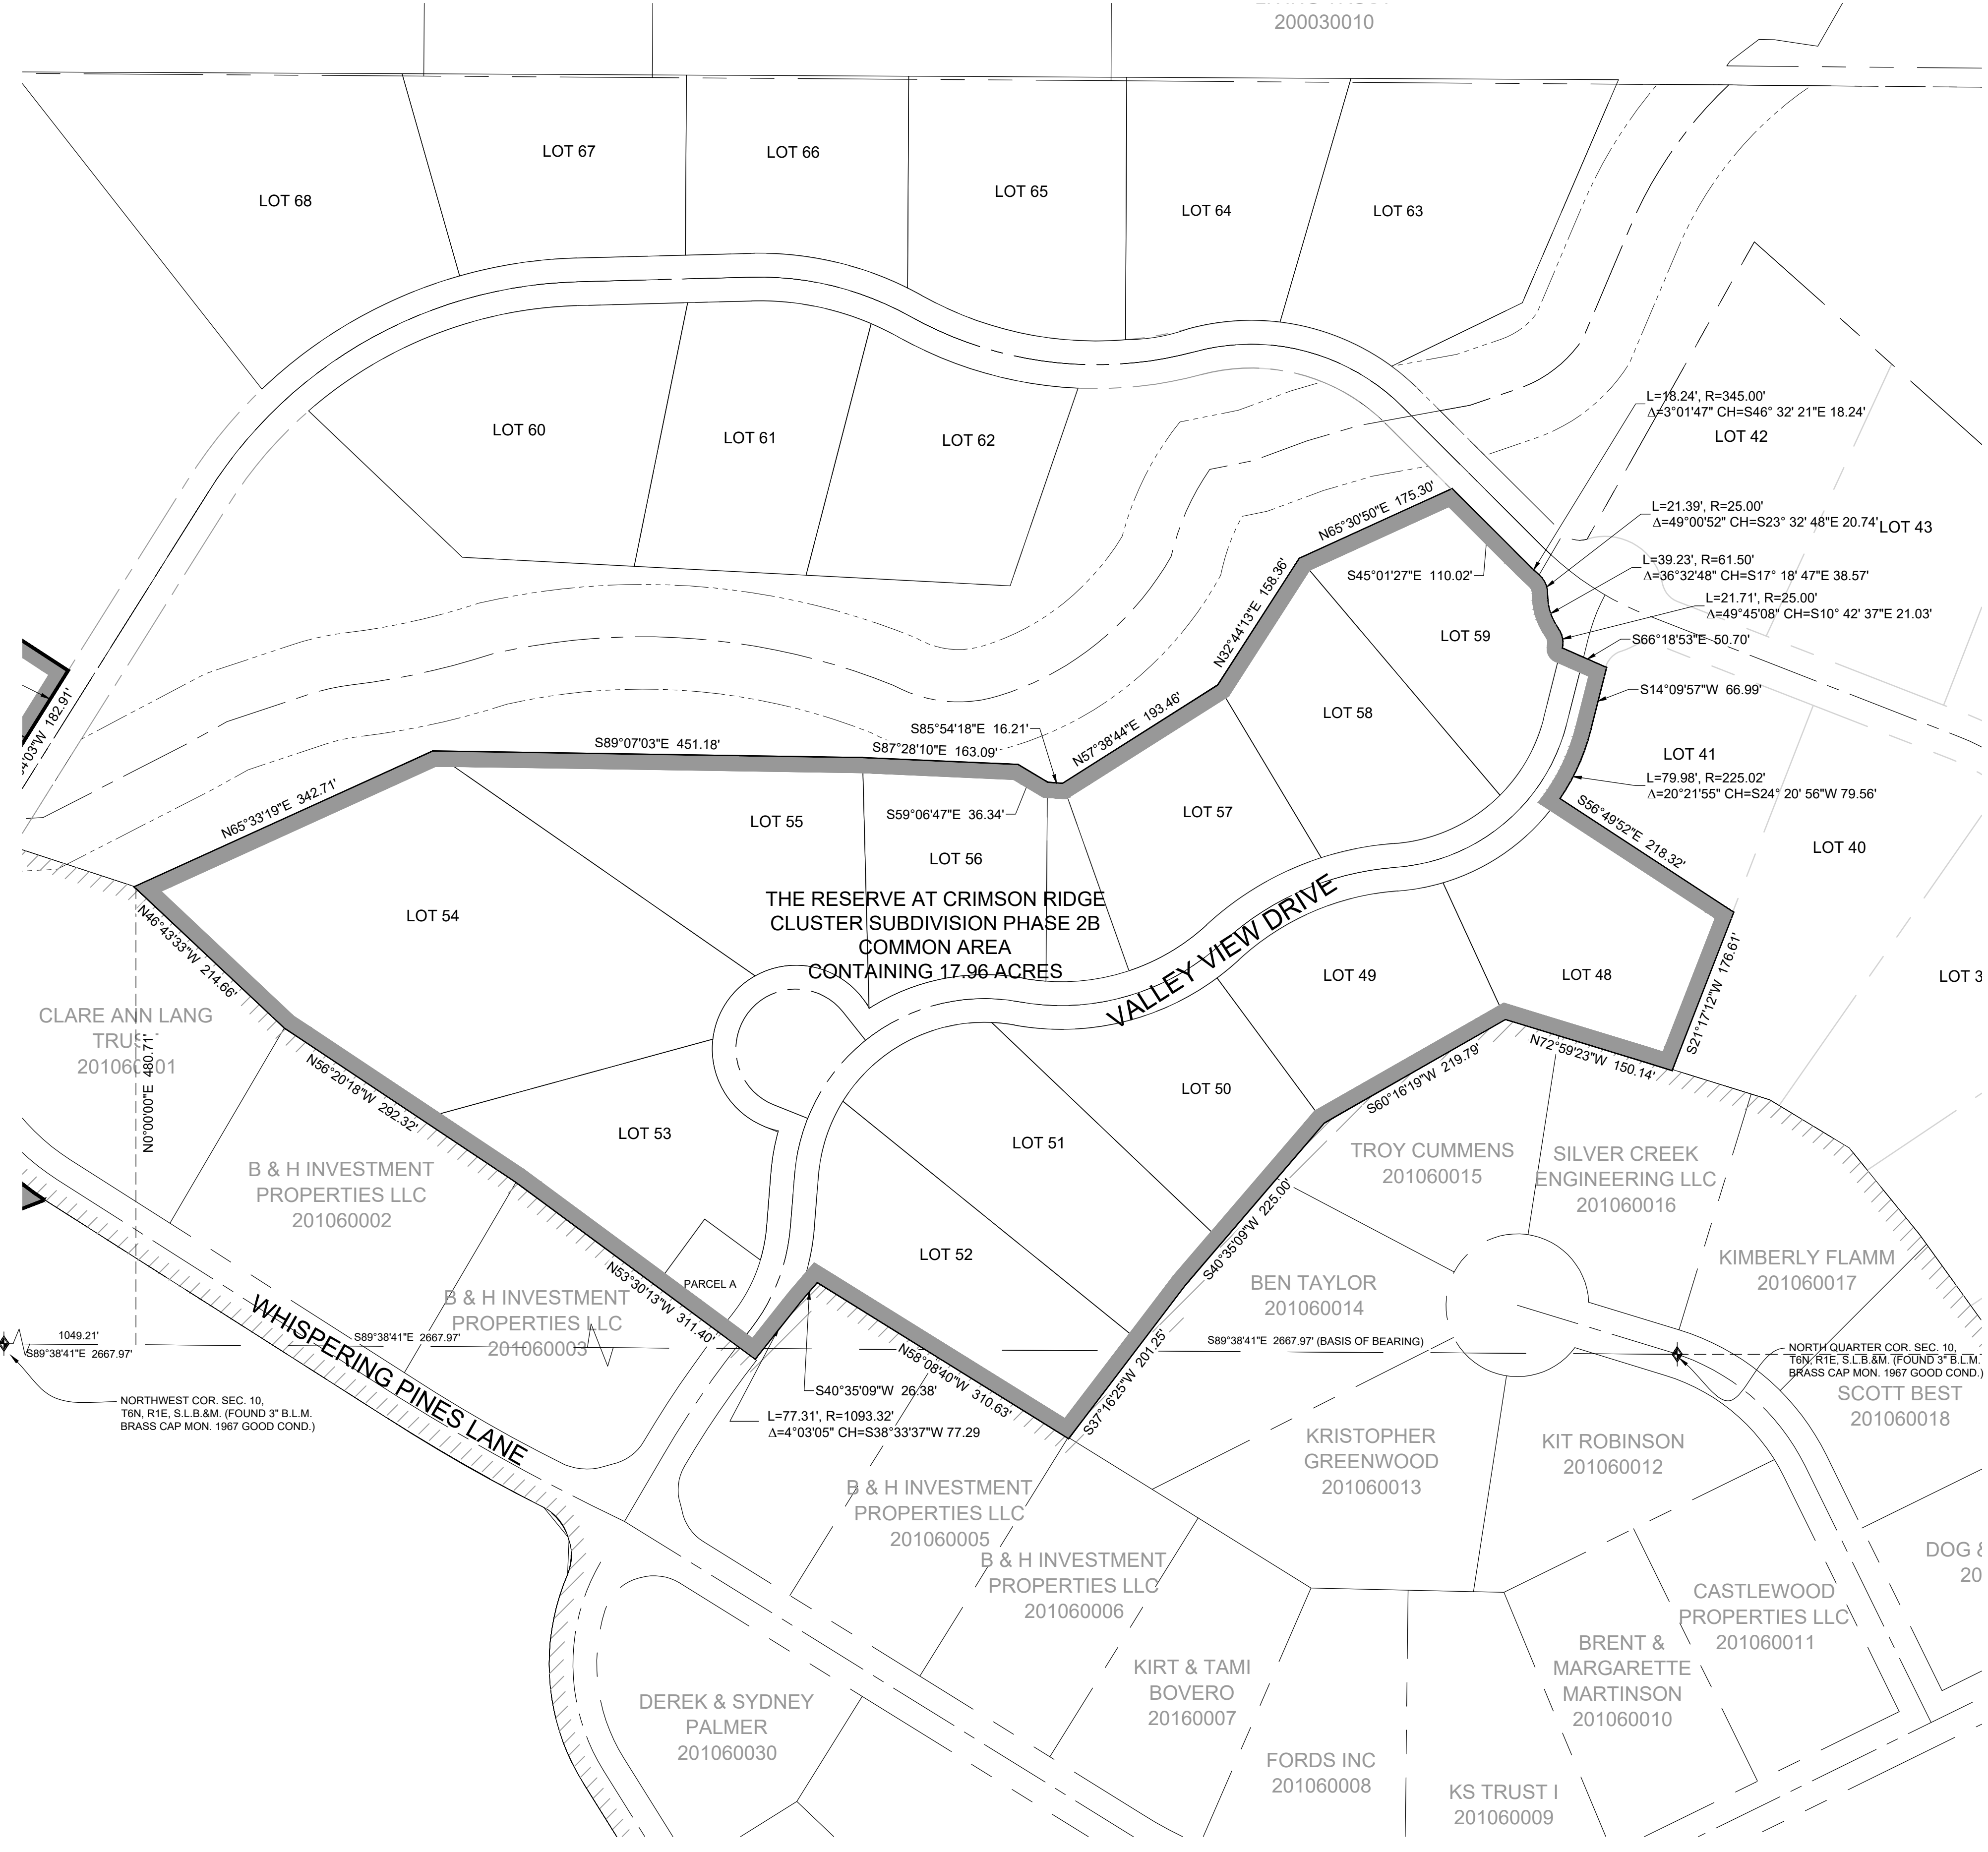 200030010
LOT 67
LOT 66
LOT 68
LOT 65
LOT 64
LOT 63
L=18.24', R=345.00'
Δ=3°01'47" CH=S46° 32' 21"E 18.24'
LOT 42
LOT 60
LOT 61
LOT 62
N65°30'50"E 175.30'
L=21.39', R=25.00'
Δ=49°00'52" CH=S23° 32' 48"E 20.74'
LOT 43
L=39.23', R=61.50'
Δ=36°32'48" CH=S17° 18' 47"E 38.57'
S45°01'27"E 110.02'
N32°44'13"E 158.36'
L=21.71', R=25.00'
Δ=49°45'08" CH=S10° 42' 37"E 21.03'
LOT 59
S66°18'53"E 50.70'
S14°09'57"W 66.99'
182.91'
LOT 58
S85°54'18"E 16.21'
N57°38'44"E 193.46'
S89°07'03"E 451.18'
S87°28'10"E 163.09'
LOT 41
L=79.98', R=225.02'
Δ=20°21'55" CH=S24° 20' 56"W 79.56'
N65°33'19"E 342.71'
S59°06'47"E 36.34'
LOT 57
LOT 55
S56°49'52"E 218.32'
LOT 40
LOT 56
THE RESERVE AT CRIMSON RIDGE
CLUSTER SUBDIVISION PHASE 2B
COMMON AREA
CONTAINING 17.96 ACRES
LOT 54
VALLEY VIEW DRIVE
N46°43'33"W 214.66'
LOT 49
LOT 48
S21°17'12"W 176.61'
CLARE ANN LANG
TRUST
201060001
N0°00'00"E 480.71'
N72°59'23"W 150.14'
S60°16'19"W 219.79'
N56°20'18"W 292.32'
LOT 50
LOT 53
LOT 51
TROY CUMMENS
201060015
SILVER CREEK
ENGINEERING LLC
201060016
B & H INVESTMENT
PROPERTIES LLC
201060002
S40°35'09"W 225.00'
LOT 52
KIMBERLY FLAMM
201060017
PARCEL A
N53°30'13"W 311.40'
BEN TAYLOR
201060014
B & H INVESTMENT
PROPERTIES LLC
201060003
WHISPERING PINES LANE
1049.21'
S89°38'41"E 2667.97'
S89°38'41"E 2667.97'
S89°38'41"E 2667.97' (BASIS OF BEARING)
NORTH QUARTER COR. SEC. 10,
T6N, R1E, S.L.B.&M. (FOUND 3" B.L.M.
BRASS CAP MON. 1967 GOOD COND.)
N58°08'40"W 310.63'
S37°16'25"W 201.25'
S40°35'09"W 26.38'
NORTHWEST COR. SEC. 10,
T6N, R1E, S.L.B.&M. (FOUND 3" B.L.M.
BRASS CAP MON. 1967 GOOD COND.)
L=77.31', R=1093.32'
Δ=4°03'05" CH=S38°33'37"W 77.29
SCOTT BEST
201060018
KRISTOPHER
GREENWOOD
201060013
KIT ROBINSON
201060012
B & H INVESTMENT
PROPERTIES LLC
201060005
B & H INVESTMENT
PROPERTIES LLC
201060006
DOG &
20
CASTLEWOOD
PROPERTIES LLC
201060011
BRENT &
MARGARETTE
MARTINSON
201060010
KIRT & TAMI
BOVERO
20160007
DEREK & SYDNEY
PALMER
201060030
FORDS INC
201060008
KS TRUST I
201060009